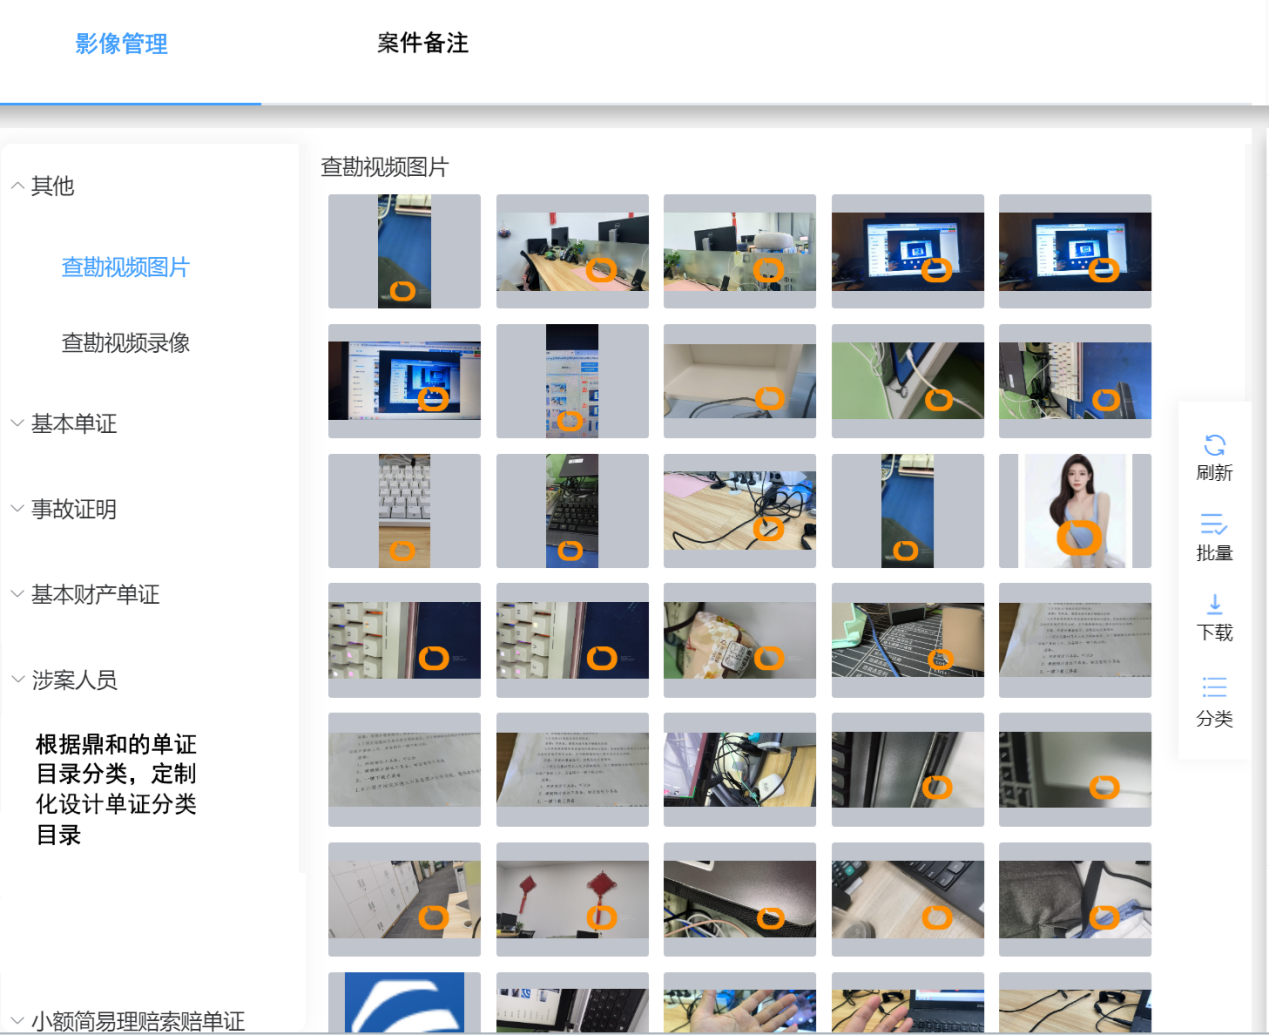 影像管理
案件备注
查勘视频图片
其他
查勘视频图片
查勘视频录像
基本单证
事故证明
基本财产单证
涉案人员
根据鼎和的单证
目录分类，定制
化设计单证分类
目录
小额简易理赔索赔单证
刷新
批量
下载
分类